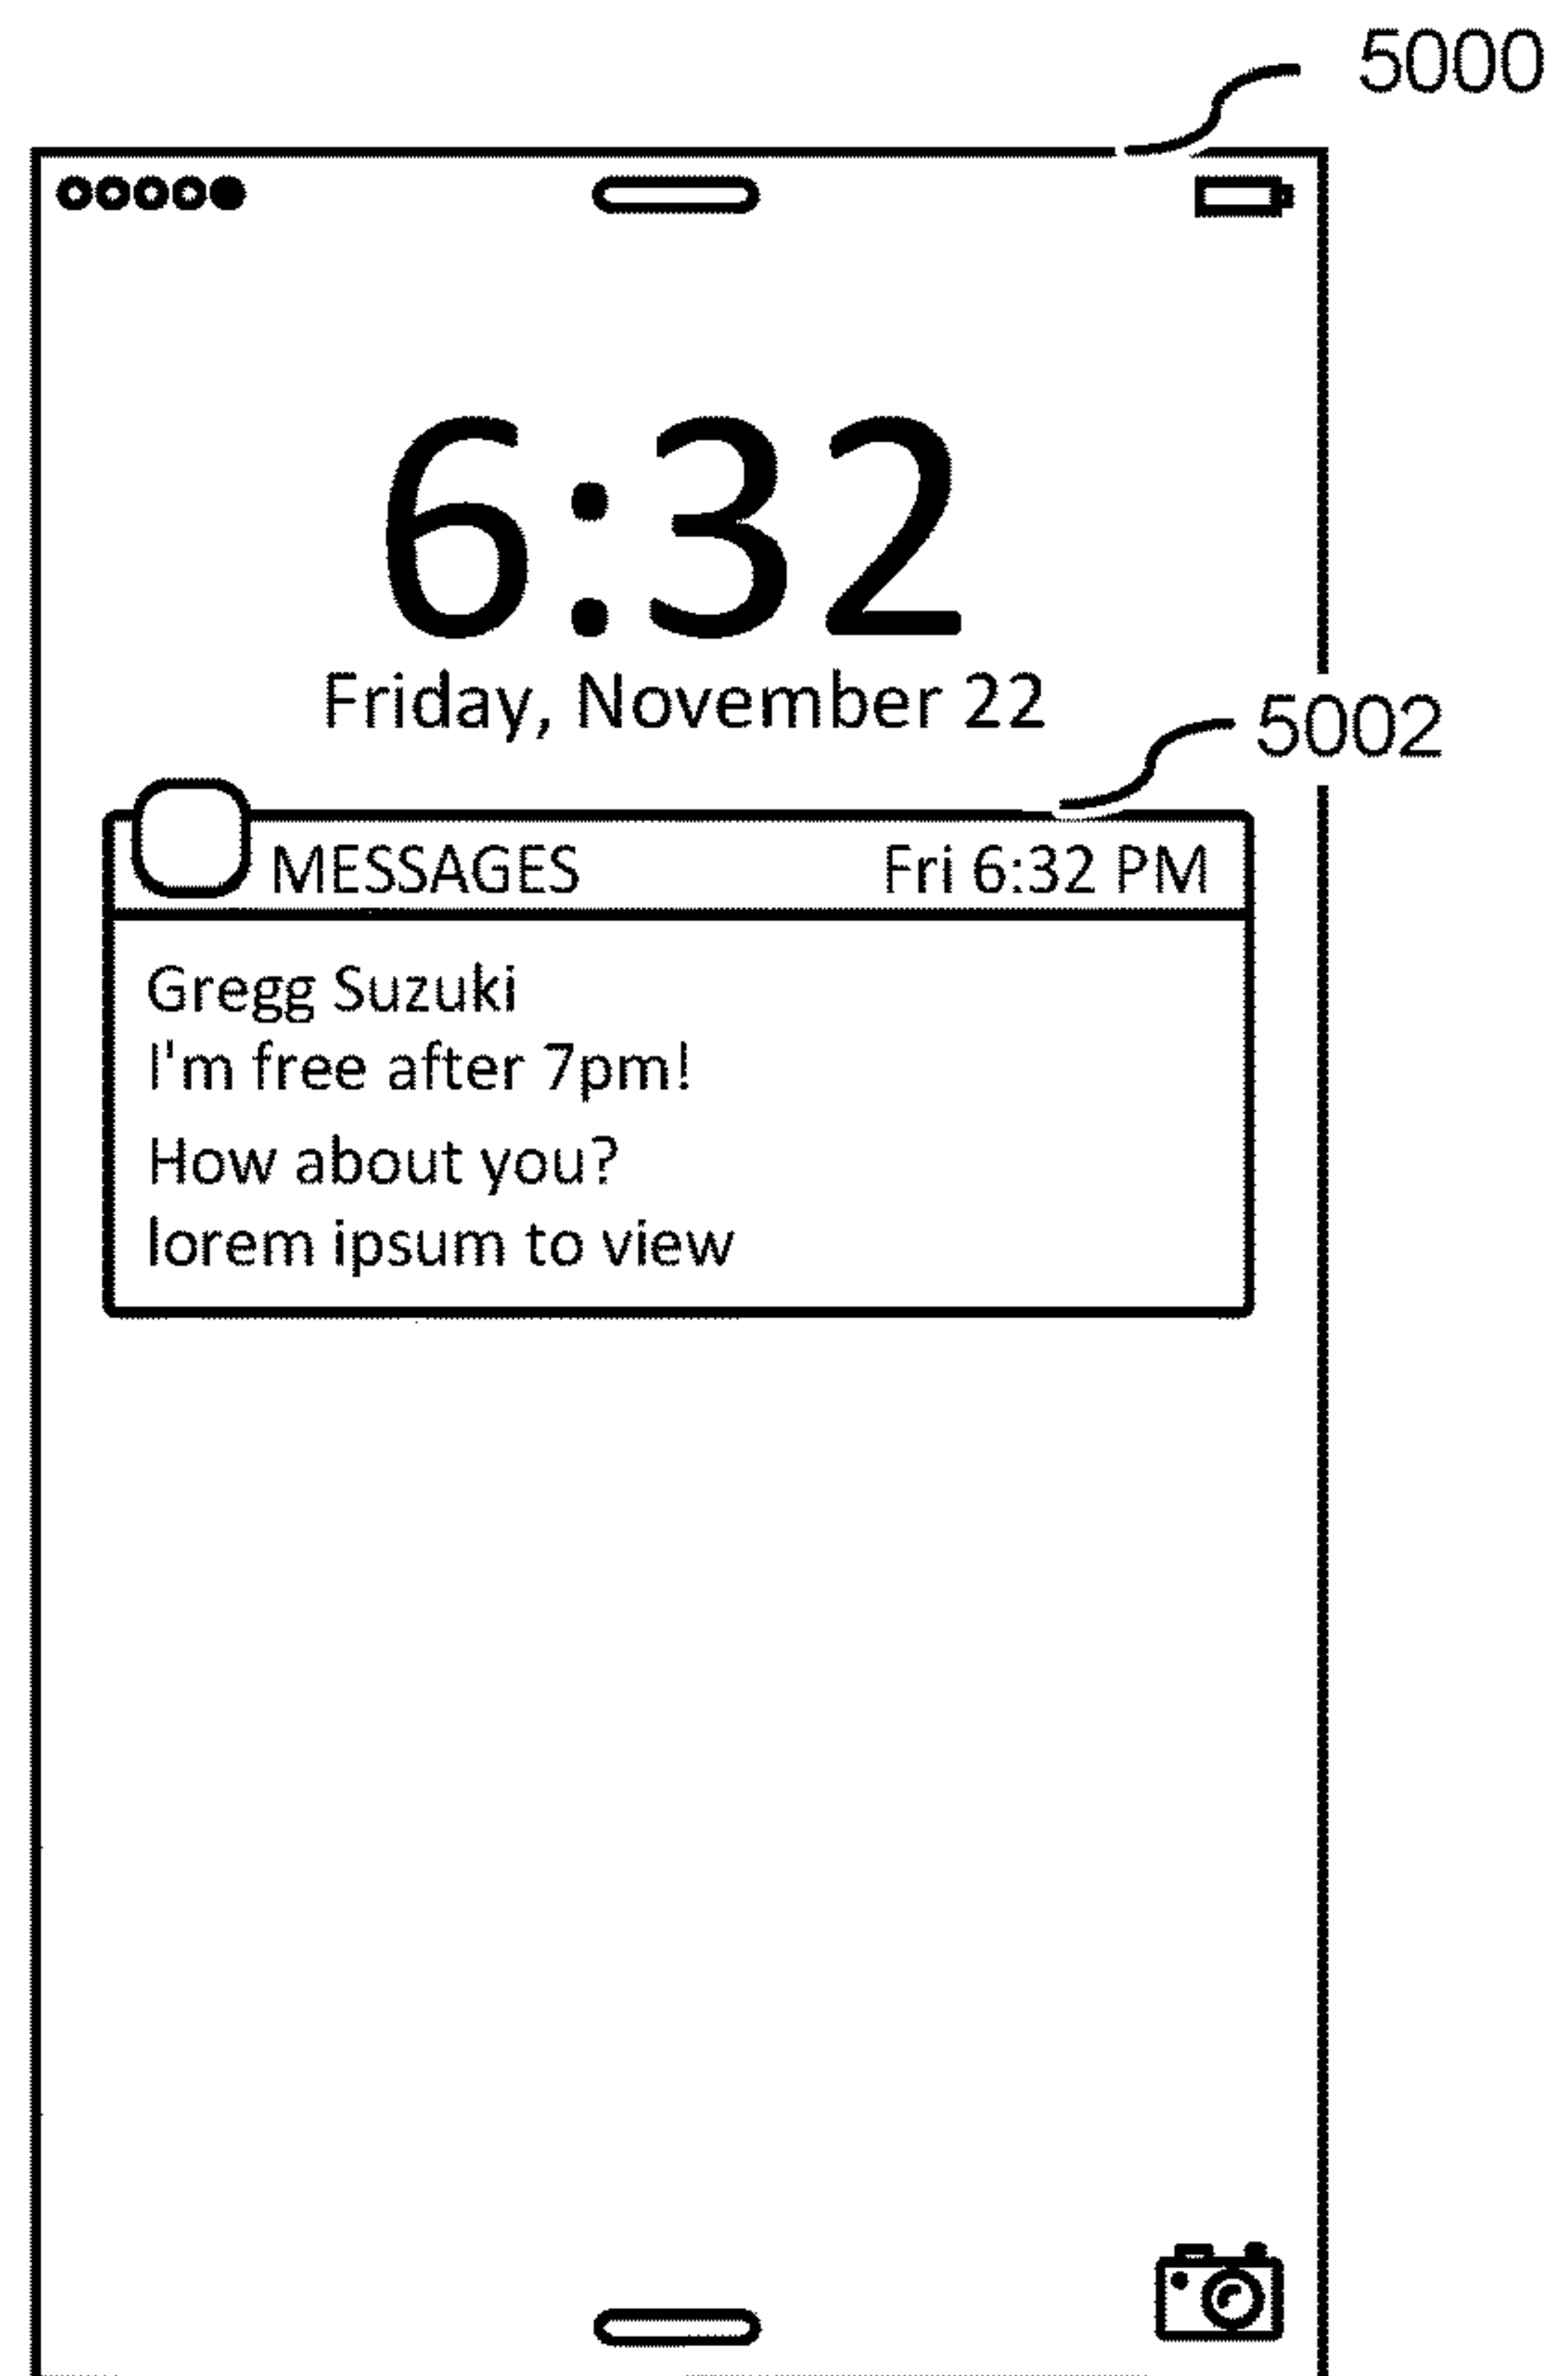 5000
6:32
Friday, November 22
5002
MESSAGES Fri 6:32 PM
Gregg Suzuki
I'm free after 7pm!
How about you?
lorem ipsum to view